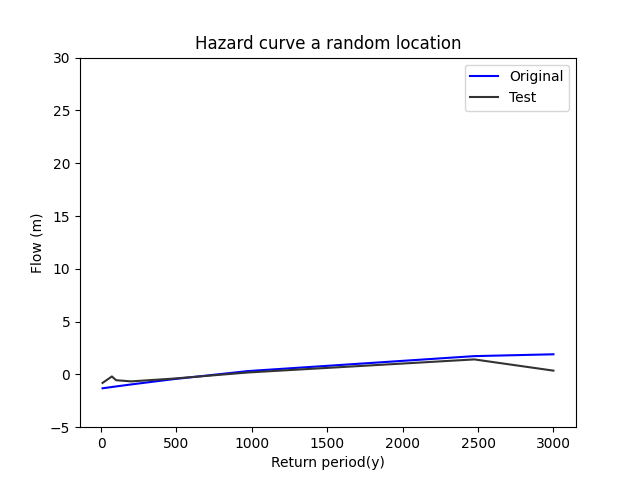 Hazard curve a random location
Original
Test
30
25
20
15
10
5
0
−5
Flow (m)
0 500 1000 1500 2000 2500 3000
Return period(y)